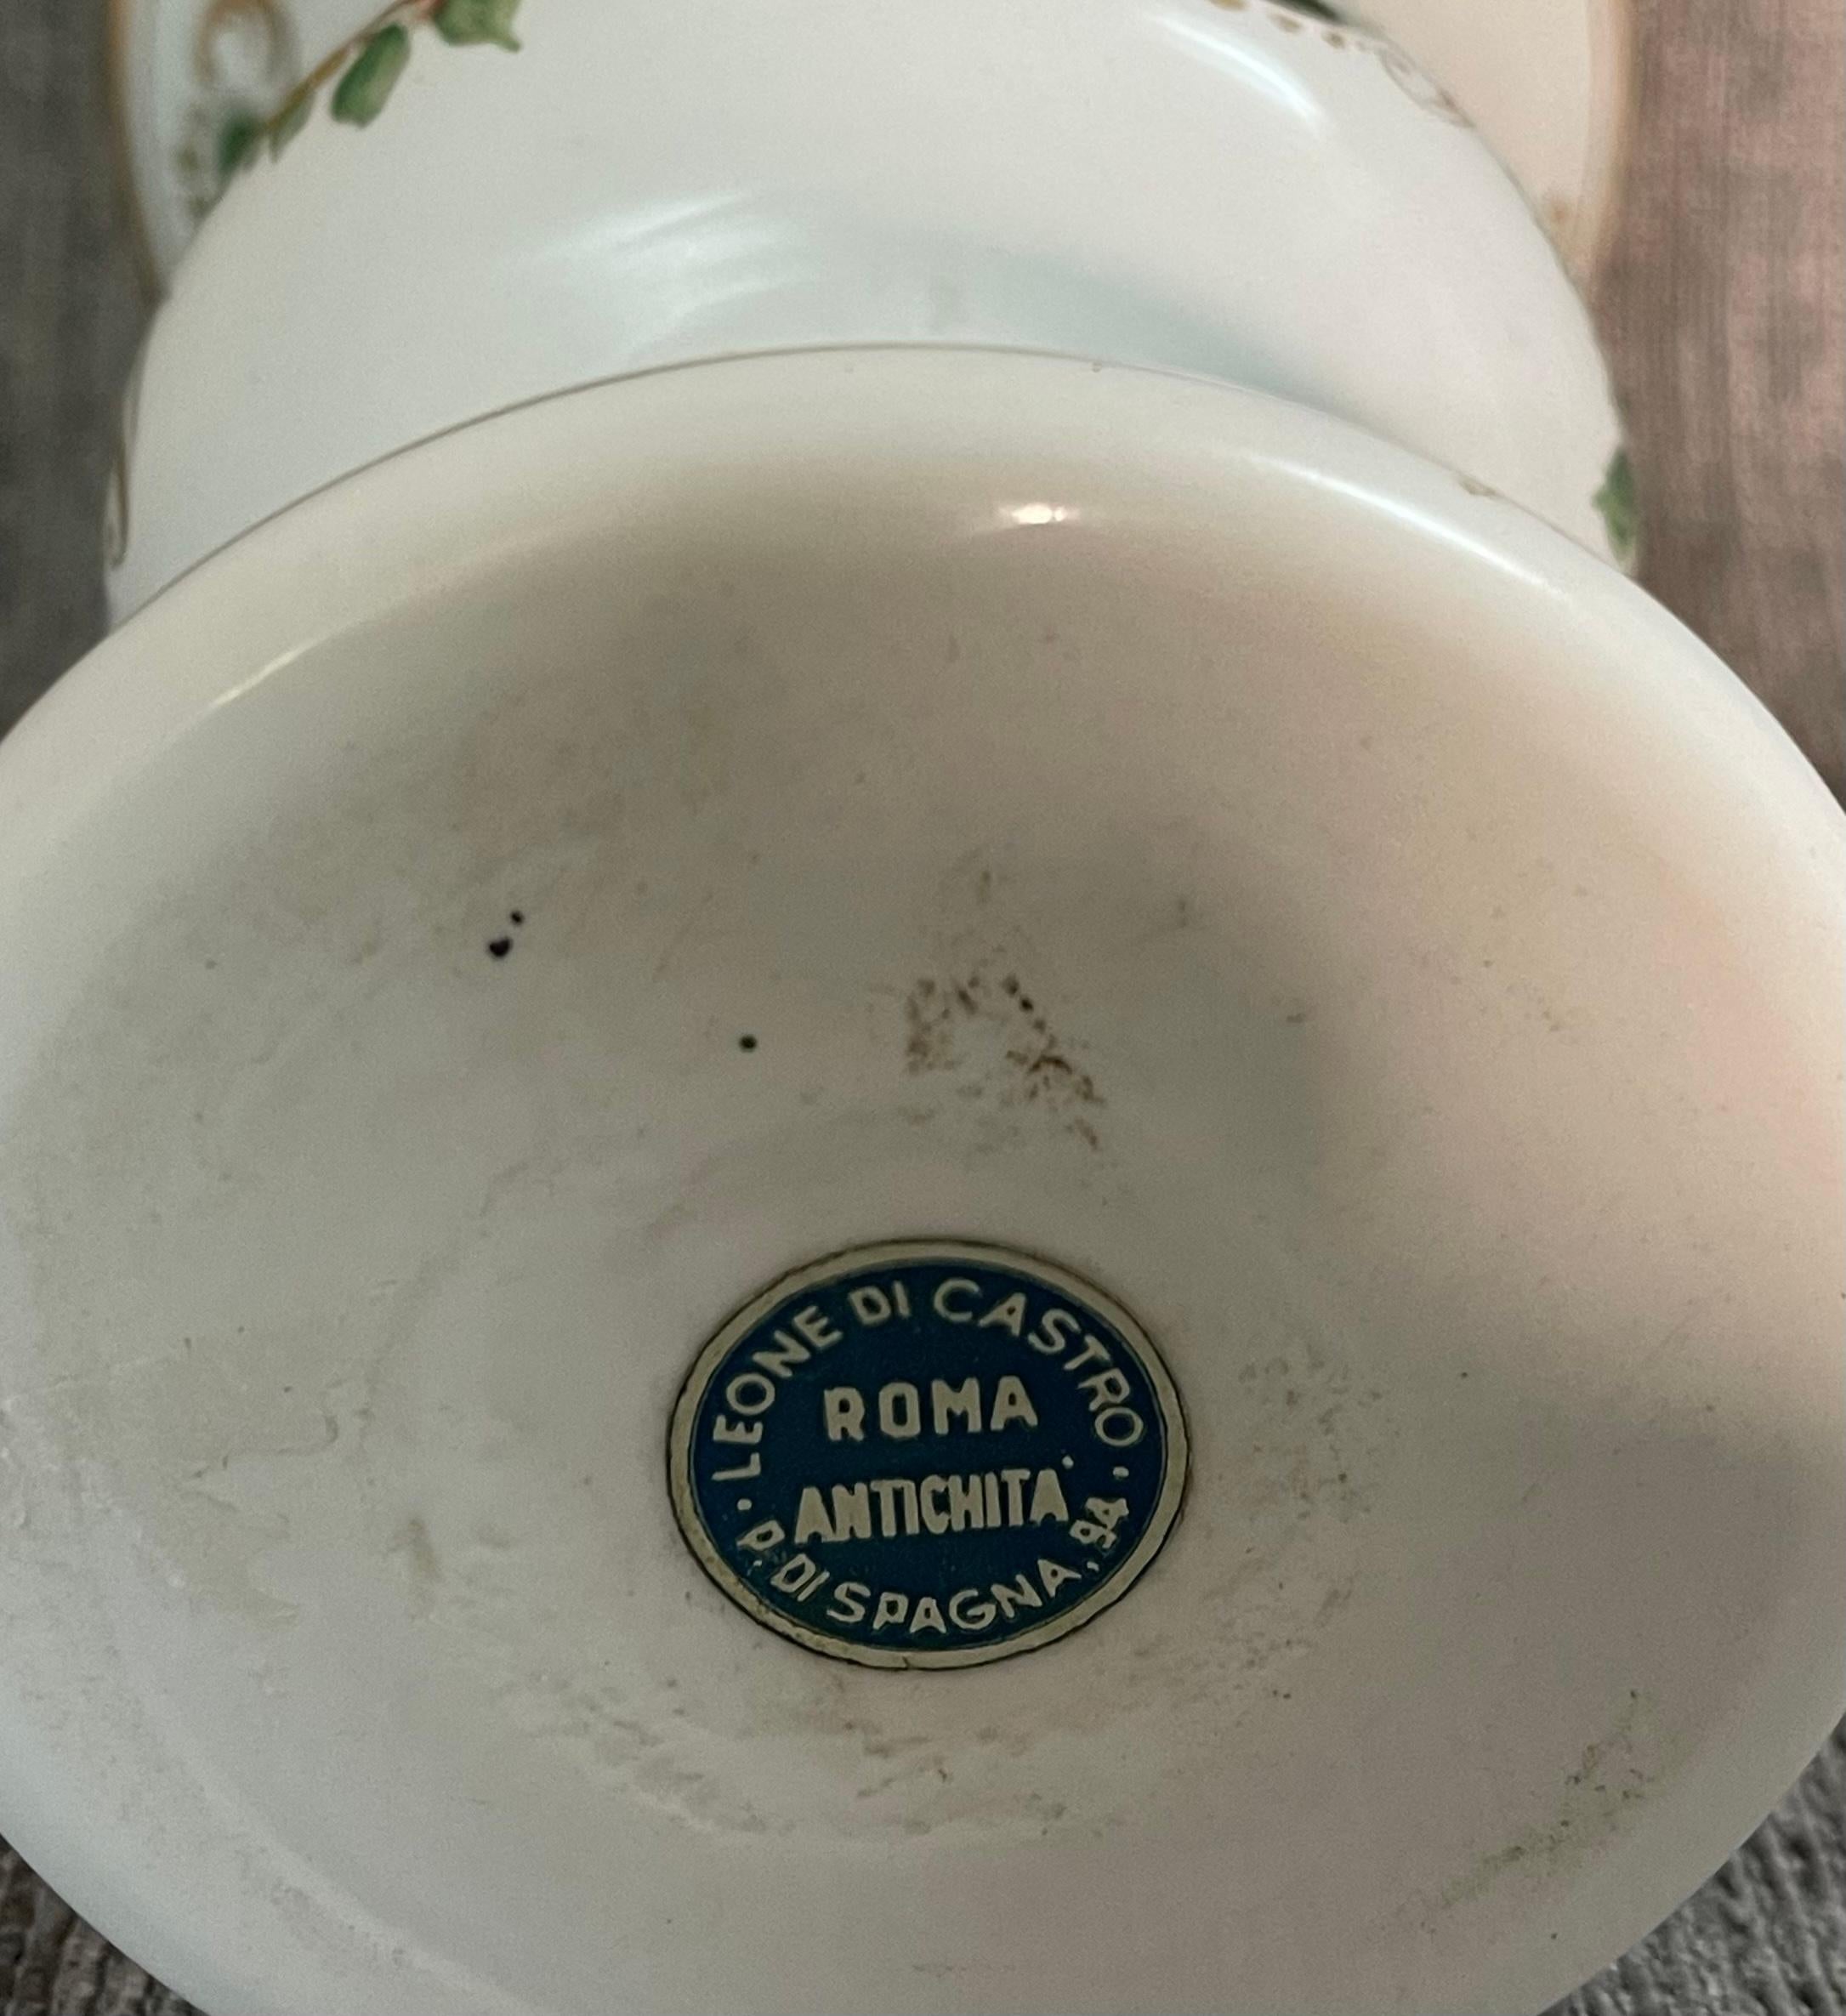 · LEONE DI CASTRO ·
ROMA
ANTICHITA'
P. DI SPAGNA, 94